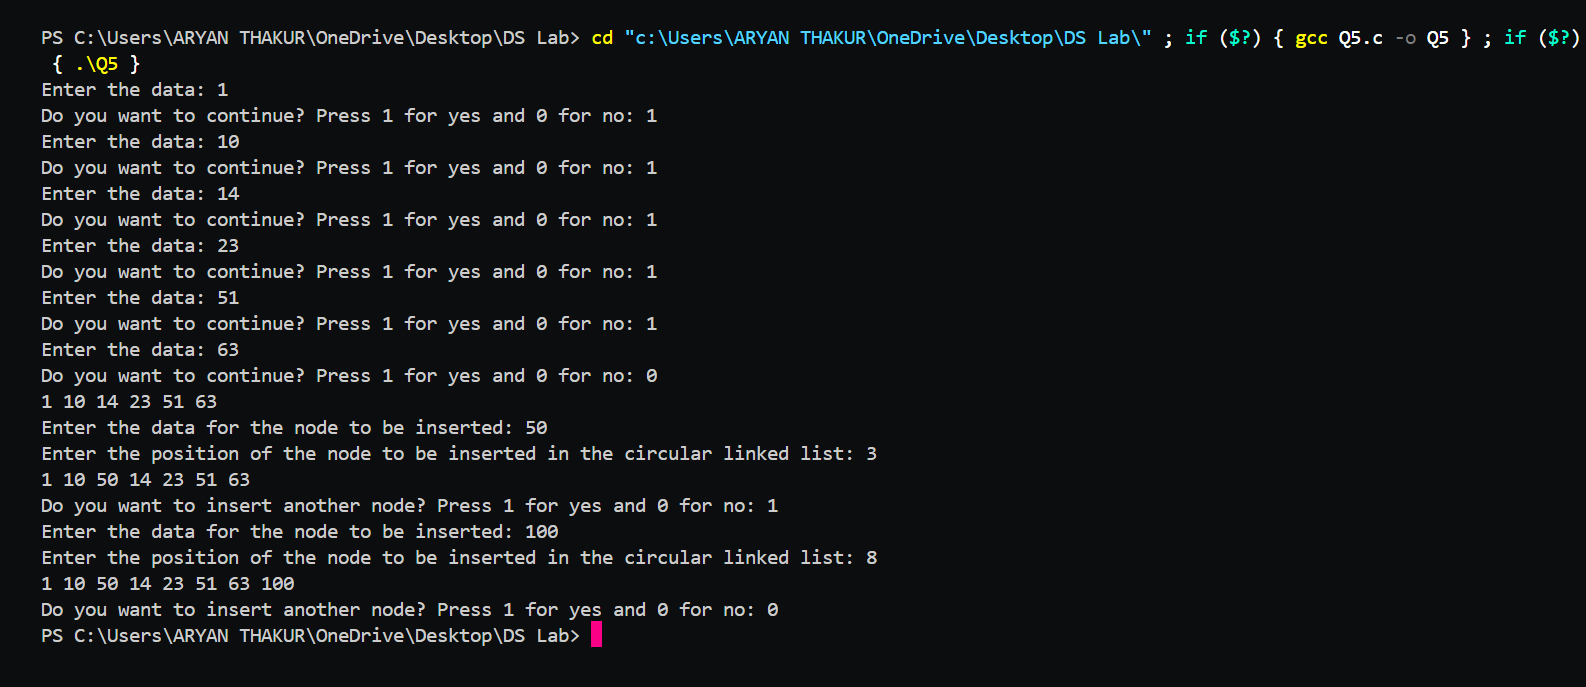 PS C:\Users\ARYAN THAKUR\OneDrive\Desktop\DS Lab> cd "c:\Users\ARYAN THAKUR\OneDrive\Desktop\DS Lab\" ; if ($?) { gcc Q5.c -o Q5 } ; if ($?)
 { .\Q5 }
Enter the data: 1
Do you want to continue? Press 1 for yes and 0 for no: 1
Enter the data: 10
Do you want to continue? Press 1 for yes and 0 for no: 1
Enter the data: 14
Do you want to continue? Press 1 for yes and 0 for no: 1
Enter the data: 23
Do you want to continue? Press 1 for yes and 0 for no: 1
Enter the data: 51
Do you want to continue? Press 1 for yes and 0 for no: 1
Enter the data: 63
Do you want to continue? Press 1 for yes and 0 for no: 0
1 10 14 23 51 63
Enter the data for the node to be inserted: 50
Enter the position of the node to be inserted in the circular linked list: 3
1 10 50 14 23 51 63
Do you want to insert another node? Press 1 for yes and 0 for no: 1
Enter the data for the node to be inserted: 100
Enter the position of the node to be inserted in the circular linked list: 8
1 10 50 14 23 51 63 100
Do you want to insert another node? Press 1 for yes and 0 for no: 0
PS C:\Users\ARYAN THAKUR\OneDrive\Desktop\DS Lab>